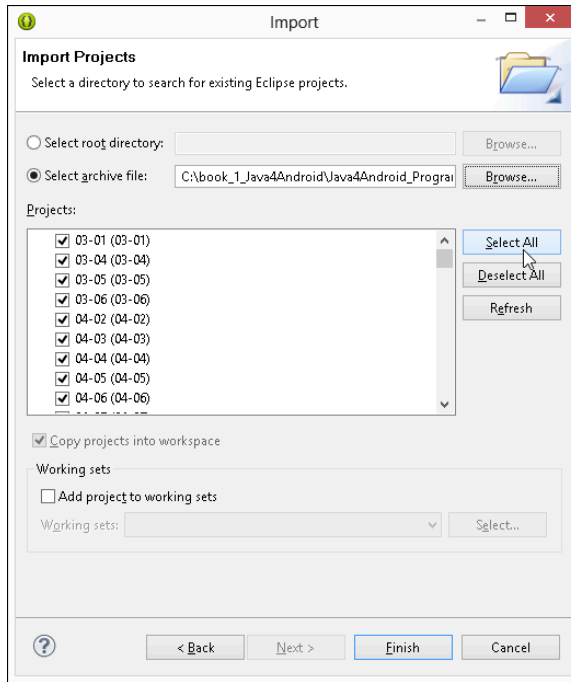 Import
Import Projects
Select a directory to search for existing Eclipse projects.
Select root directory:
Browse...
Select archive file:
C:\book_1_Java4Android\Java4Android_Prograr
Browse...
Projects:
03-01 (03-01)
03-04 (03-04)
03-05 (03-05)
03-06 (03-06)
04-02 (04-02)
04-03 (04-03)
04-04 (04-04)
04-05 (04-05)
04-06 (04-06)
Select All
Deselect All
Refresh
Copy projects into workspace
Working sets
Add project to working sets
Working sets:
Select...
< Back
Next >
Finish
Cancel